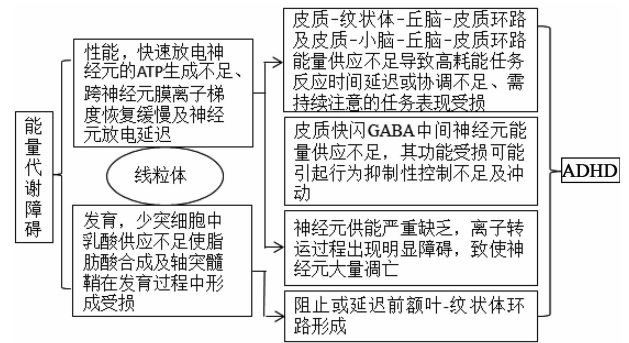 能
量
代
谢
障
碍
性能，快速放电神
经元的ATP生成不足、
跨神经元膜离子梯
度恢复缓慢及神经
元放电延迟
线粒体
发育，少突细胞中
乳酸供应不足使脂
肪酸合成及轴突髓
鞘在发育过程中形
成受损
皮质-纹状体-丘脑-皮质环路
及皮质-小脑-丘脑-皮质环路
能量供应不足导致高耗能任务
反应时间延迟或协调不足、需
持续注意的任务表现受损
皮质快闪GABA中间神经元能
量供应不足，其功能受损可能
引起行为抑制性控制不足及冲
动
神经元供能严重缺乏，离子转
运过程出现明显障碍，致使神
经元大量凋亡
阻止或延迟前额叶-纹状体环
路形成
ADHD